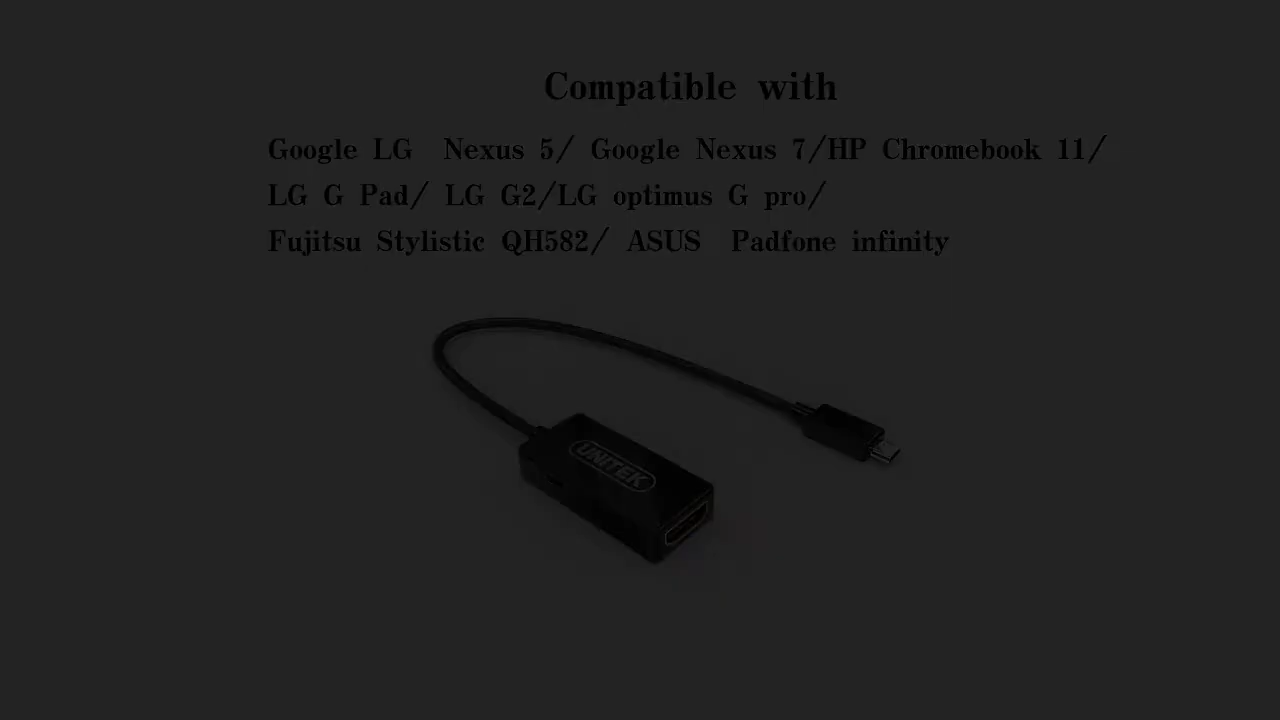 Compatible with
Google LG  Nexus 5/ Google Nexus 7/HP Chromebook 11/
LG G Pad/ LG G2/LG optimus G pro/
Fujitsu Stylistic QH582/ ASUS  Padfone infinity
UNITEK